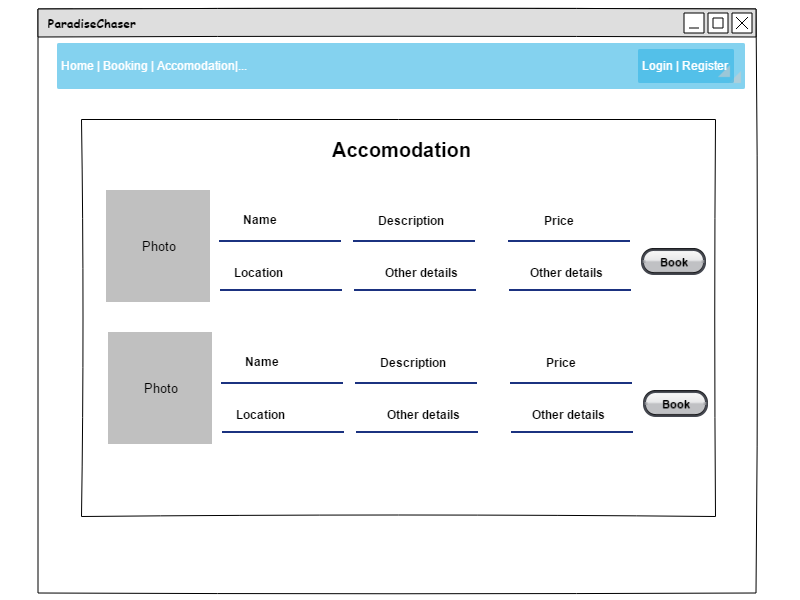 ParadiseChaser
Home | Booking | Accomodation|...
Login | Register
Accomodation
Photo
Name
Description
Price
Location
Other details
Other details
Book
Photo
Name
Description
Price
Location
Other details
Other details
Book